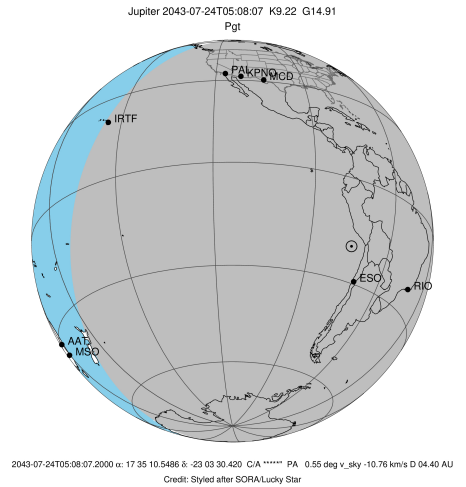 Jupiter 2043-07-24T05:08:07 K9.22 G14.91
Pgt
PAL
KPNO
MCD
IRTF
ESO
RIO
AAT
MSO
2043-07-24T05:08:07.2000 α: 17 35 10.5486 δ: -23 03 30.420 C/A *****" PA 0.55 deg v_sky -10.76 km/s D 04.40 AU
Credit: Styled after SORA/Lucky Star